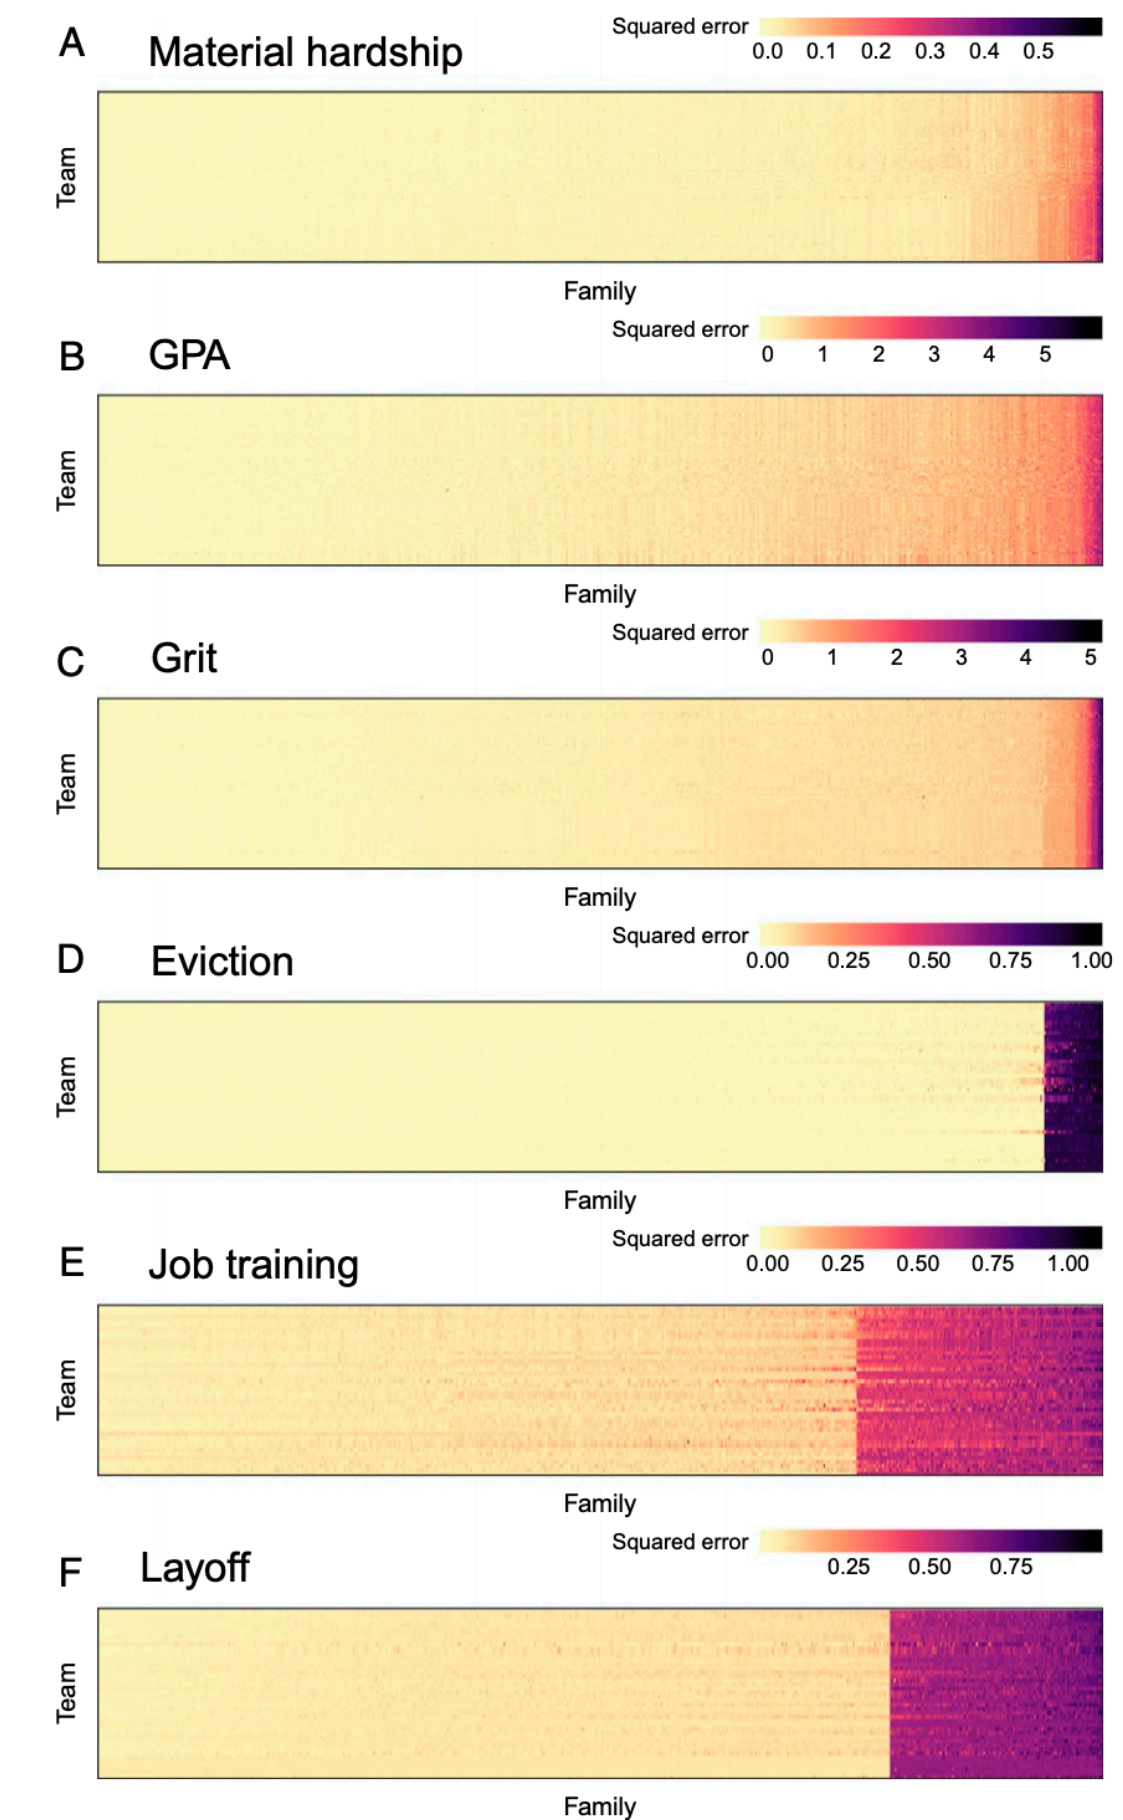 A Material hardship
Squared error
0.0 0.1 0.2 0.3 0.4 0.5
Team
Family
B GPA
Squared error
0 1 2 3 4 5
Team
Family
C Grit
Squared error
0 1 2 3 4 5
Team
Family
D Eviction
Squared error
0.00 0.25 0.50 0.75 1.00
Team
Family
E Job training
Squared error
0.00 0.25 0.50 0.75 1.00
Team
Family
F Layoff
Squared error
0.25 0.50 0.75
Team
Family